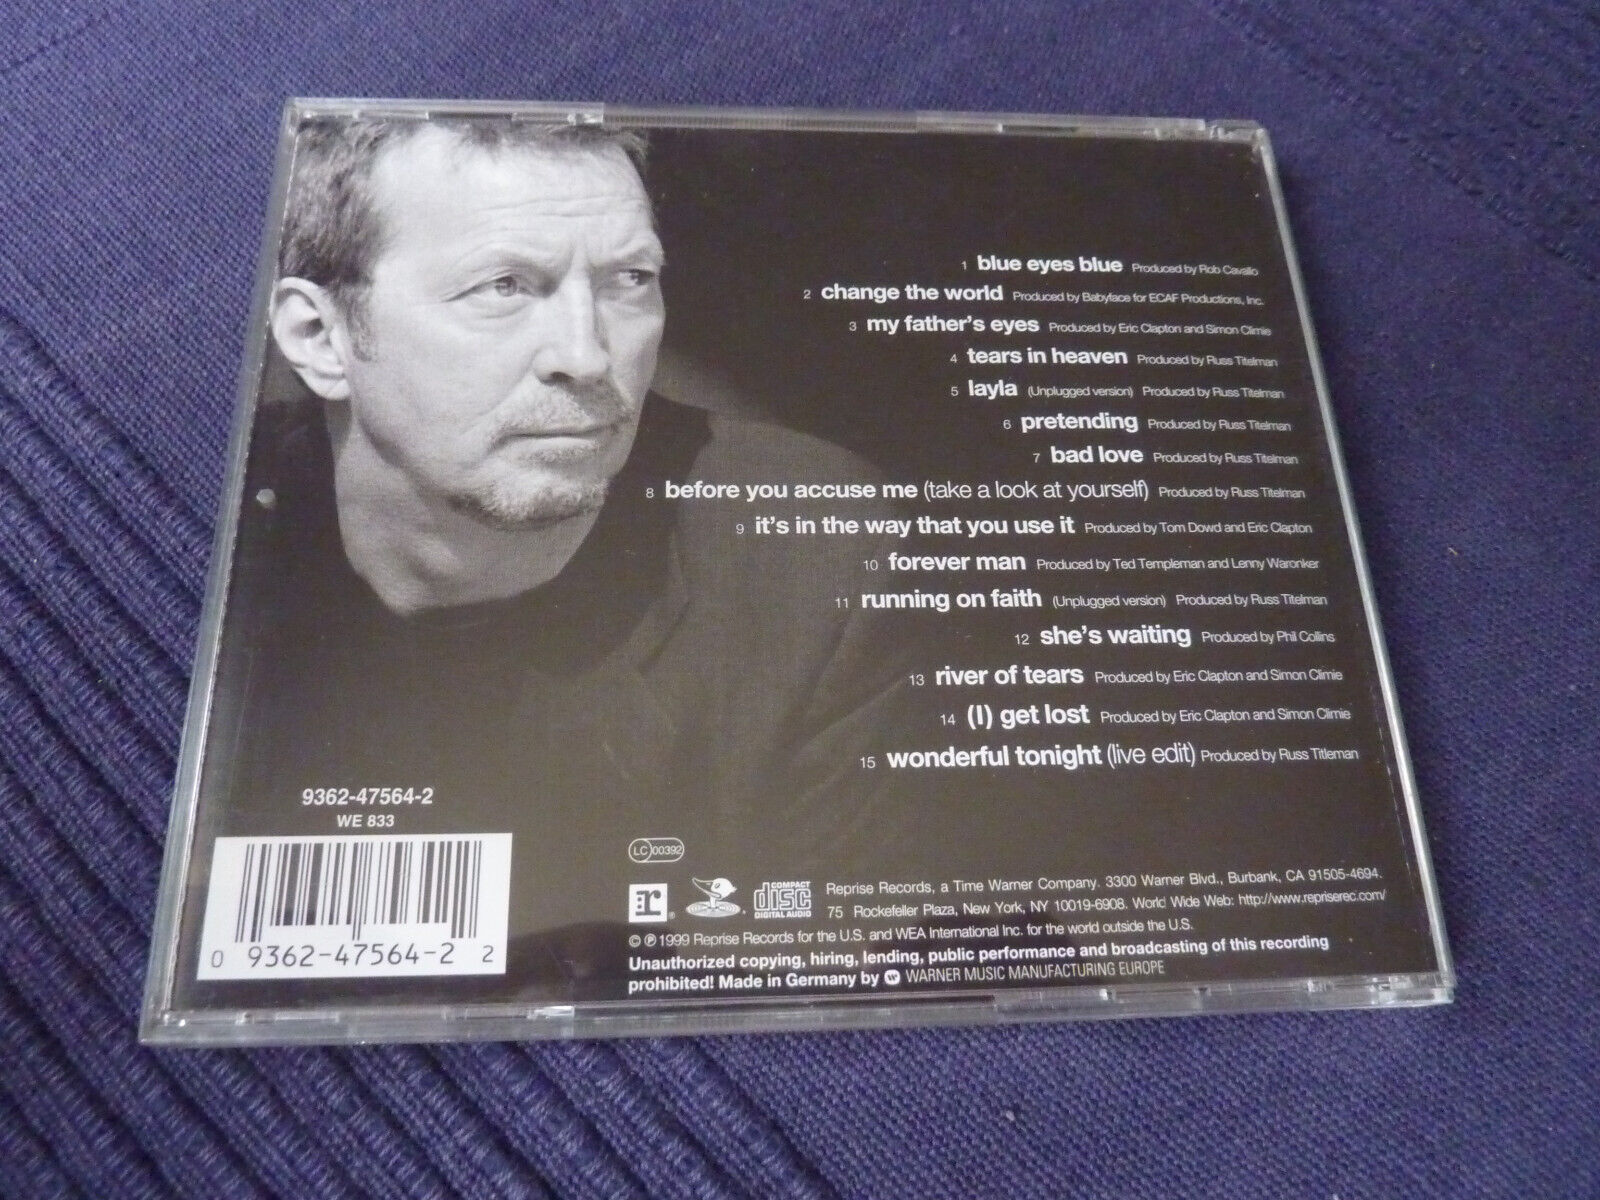 1 blue eyes blue Produced by Rob Cavallo
2 change the world Produced by Babyface for ECAF Productions, Inc.
3 my father's eyes Produced by Eric Clapton and Simon Climie
4 tears in heaven Produced by Russ Titelman
5 layla (Unplugged version) Produced by Russ Titelman
6 pretending Produced by Russ Titelman
7 bad love Produced by Russ Titelman
8 before you accuse me (take a look at yourself) Produced by Russ Titelman
9 it's in the way that you use it Produced by Tom Dowd and Eric Clapton
10 forever man Produced by Ted Templeman and Lenny Waronker
11 running on faith (Unplugged version) Produced by Russ Titelman
12 she's waiting Produced by Phil Collins
13 river of tears Produced by Eric Clapton and Simon Climie
14 (I) get lost Produced by Eric Clapton and Simon Climie
15 wonderful tonight (live edit) Produced by Russ Titleman
9362-47564-2
WE 833
0 9362-47564-2 2
LC 00392
r ®
COMPACT disc DIGITAL AUDIO
Reprise Records, a Time Warner Company. 3300 Warner Blvd., Burbank, CA 91505-4694.
75 Rockefeller Plaza, New York, NY 10019-6908. World Wide Web: http://www.repriserec.com/
© ℗ 1999 Reprise Records for the U.S. and WEA International Inc. for the world outside the U.S.
Unauthorized copying, hiring, lending, public performance and broadcasting of this recording
prohibited! Made in Germany by WARNER MUSIC MANUFACTURING EUROPE